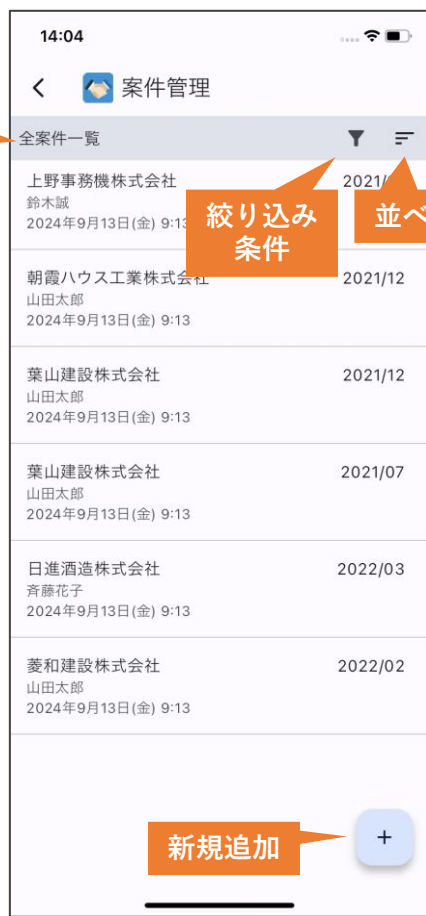 14:04
案件管理
全案件一覧
上野事務機株式会社
2021/
鈴木誠
2024年9月13日(金) 9:13
絞り込み
条件
並べ
朝霞ハウス工業株式会社
2021/12
山田太郎
2024年9月13日(金) 9:13
葉山建設株式会社
2021/12
山田太郎
2024年9月13日(金) 9:13
葉山建設株式会社
2021/07
山田太郎
2024年9月13日(金) 9:13
日進酒造株式会社
2022/03
斉藤花子
2024年9月13日(金) 9:13
菱和建設株式会社
2022/02
山田太郎
2024年9月13日(金) 9:13
新規追加
+